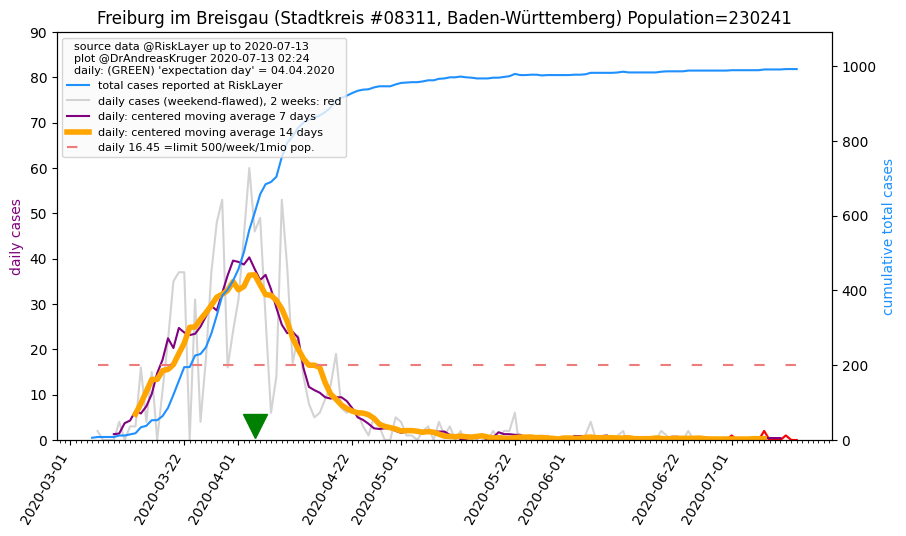 Freiburg im Breisgau (Stadtkreis #08311, Baden-Württemberg) Population=230241
source data @RiskLayer up to 2020-07-13
plot @DrAndreasKruger 2020-07-13 02:24
daily: (GREEN) 'expectation day' = 04.04.2020
total cases reported at RiskLayer
daily cases (weekend-flawed), 2 weeks: red
daily: centered moving average 7 days
daily: centered moving average 14 days
daily 16.45 =limit 500/week/1mio pop.
daily cases
90
80
70
60
50
40
30
20
10
0
cumulative total cases
1000
800
600
400
200
0
2020-03-01
2020-03-22
2020-04-01
2020-04-22
2020-05-01
2020-05-22
2020-06-01
2020-06-22
2020-07-01